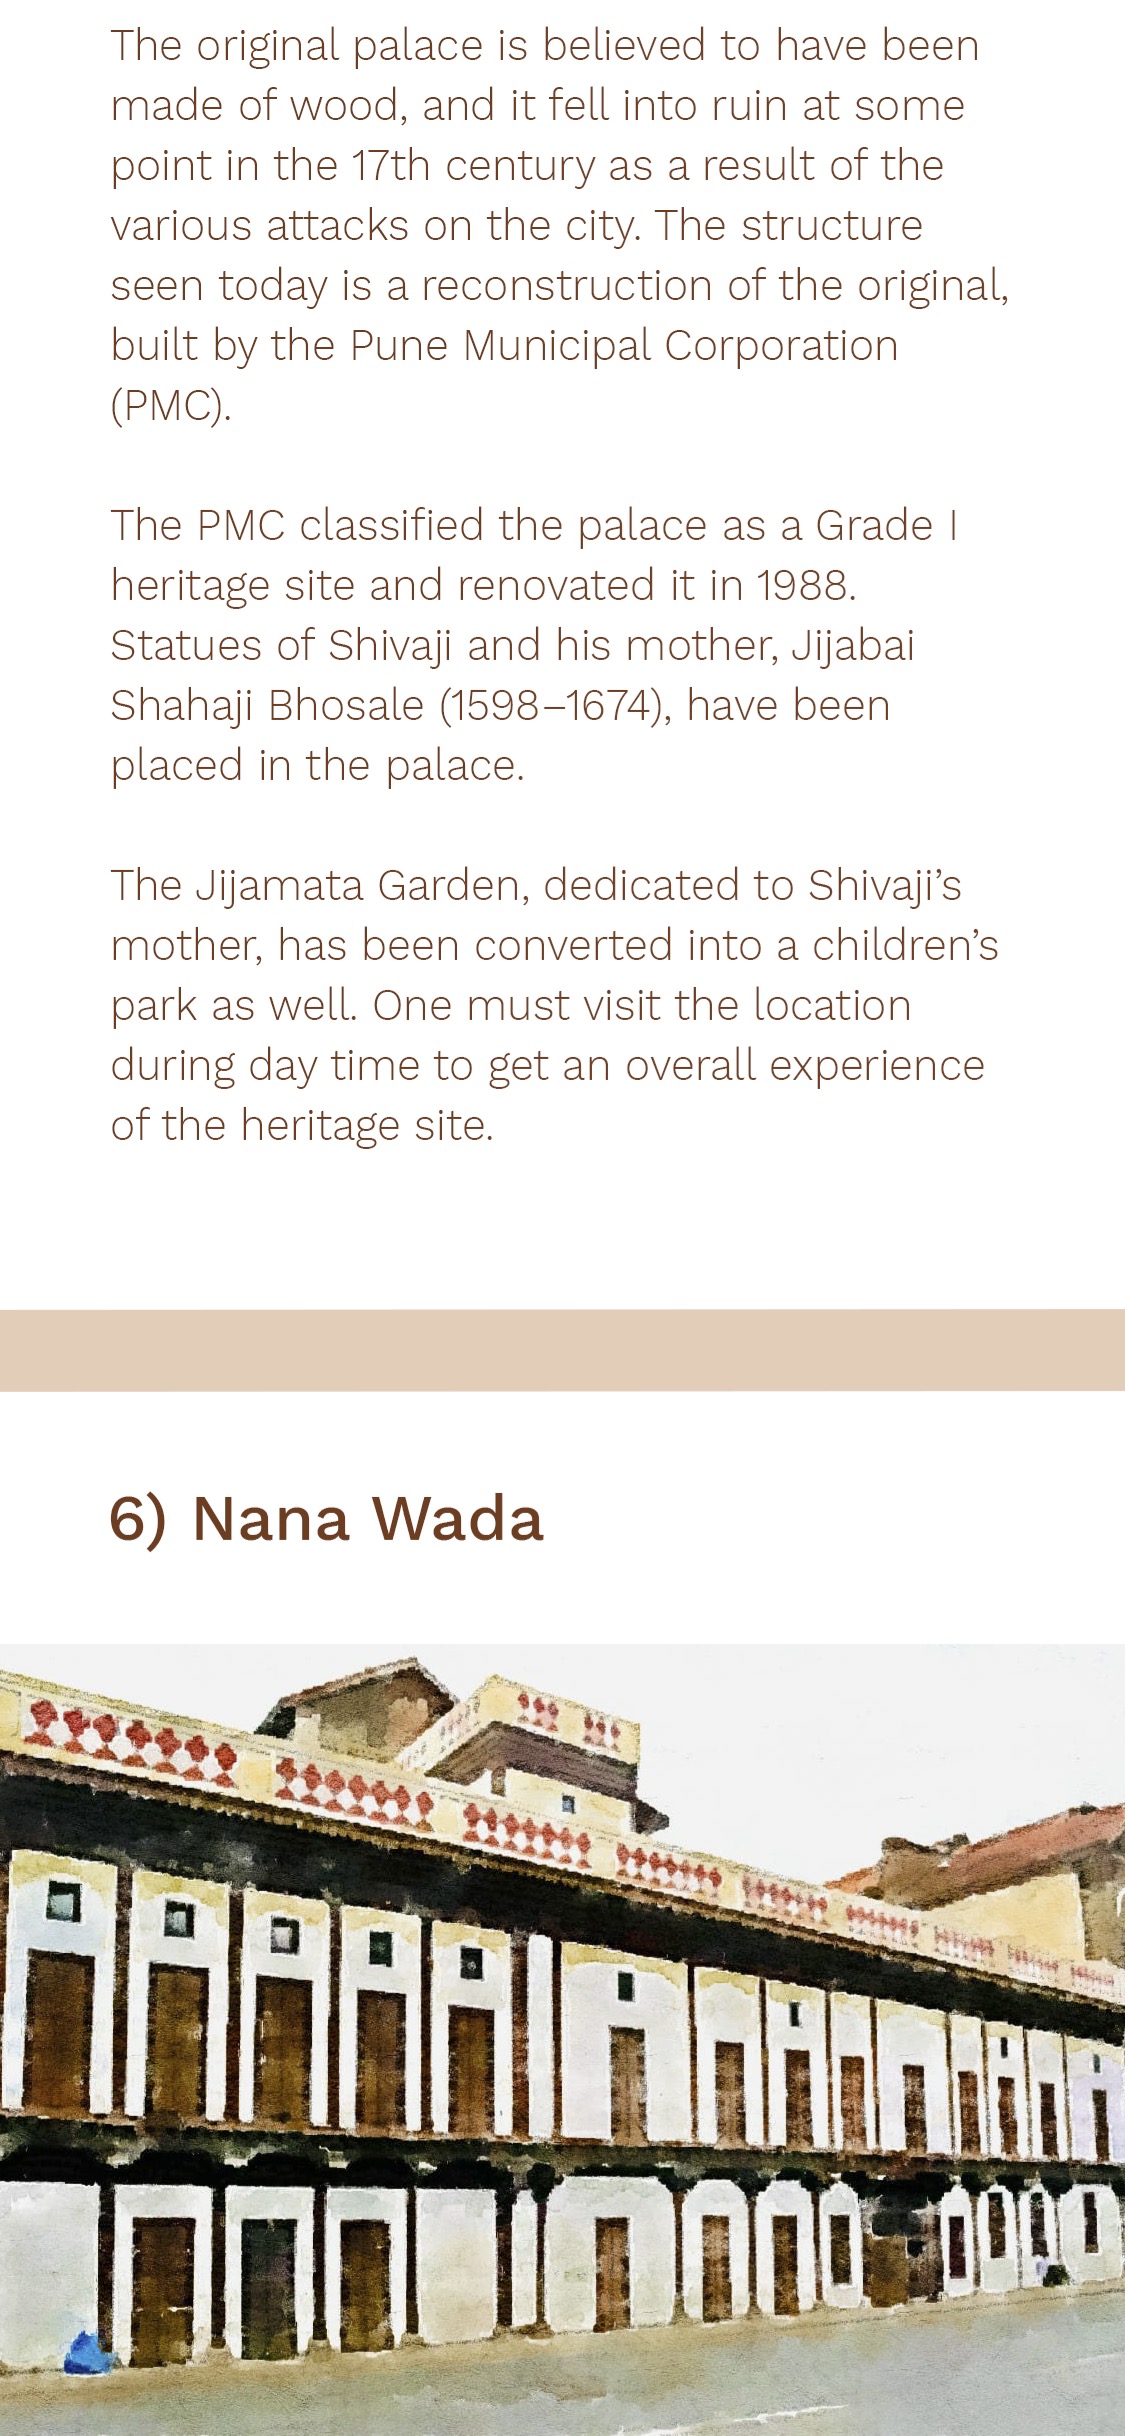 The original palace is believed to have been
made of wood, and it fell into ruin at some
point in the 17th century as a result of the
various attacks on the city. The structure
seen today is a reconstruction of the original,
built by the Pune Municipal Corporation
(PMC).
The PMC classified the palace as a Grade I
heritage site and renovated it in 1988.
Statues of Shivaji and his mother, Jijabai
Shahaji Bhosale (1598–1674), have been
placed in the palace.
The Jijamata Garden, dedicated to Shivaji’s
mother, has been converted into a children’s
park as well. One must visit the location
during day time to get an overall experience
of the heritage site.
6) Nana Wada